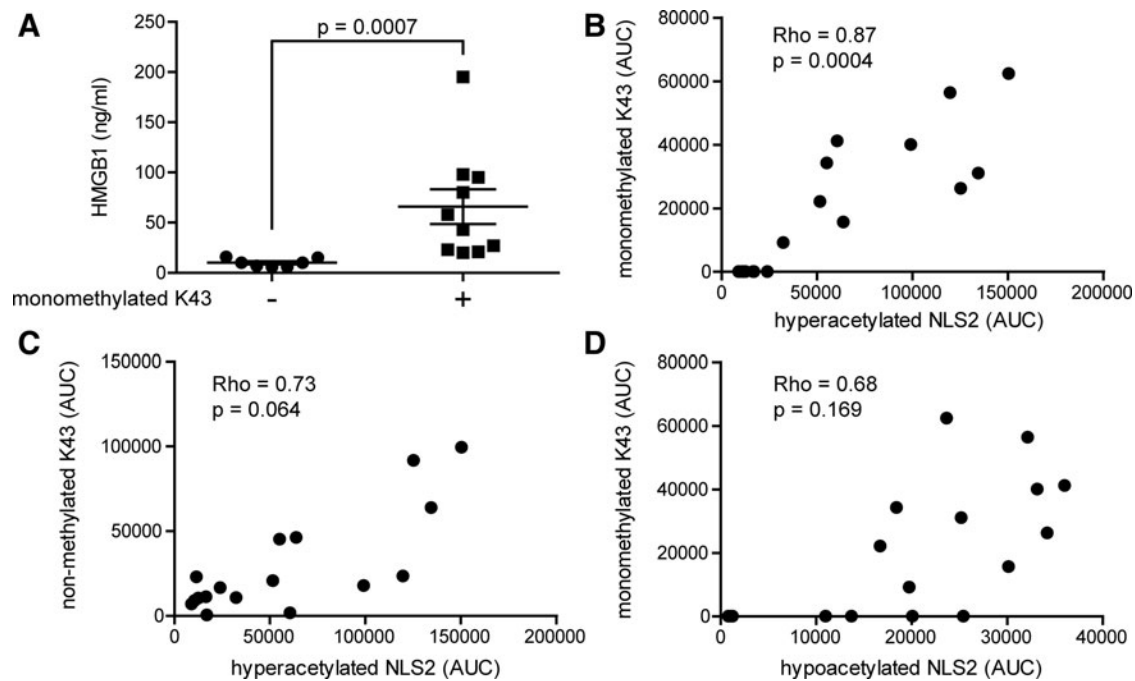 A
p = 0.0007
HMGB1 (ng/ml)
250
200
150
100
50
0
monomethylated K43
- +
B
Rho = 0.87
p = 0.0004
monomethylated K43 (AUC)
80000
60000
40000
20000
0
0 50000 100000 150000 200000
hyperacetylated NLS2 (AUC)
C
Rho = 0.73
p = 0.064
non-methylated K43 (AUC)
150000
100000
50000
0
0 50000 100000 150000 200000
hyperacetylated NLS2 (AUC)
D
Rho = 0.68
p = 0.169
monomethylated K43 (AUC)
80000
60000
40000
20000
0
0 10000 20000 30000 40000
hypoacetylated NLS2 (AUC)